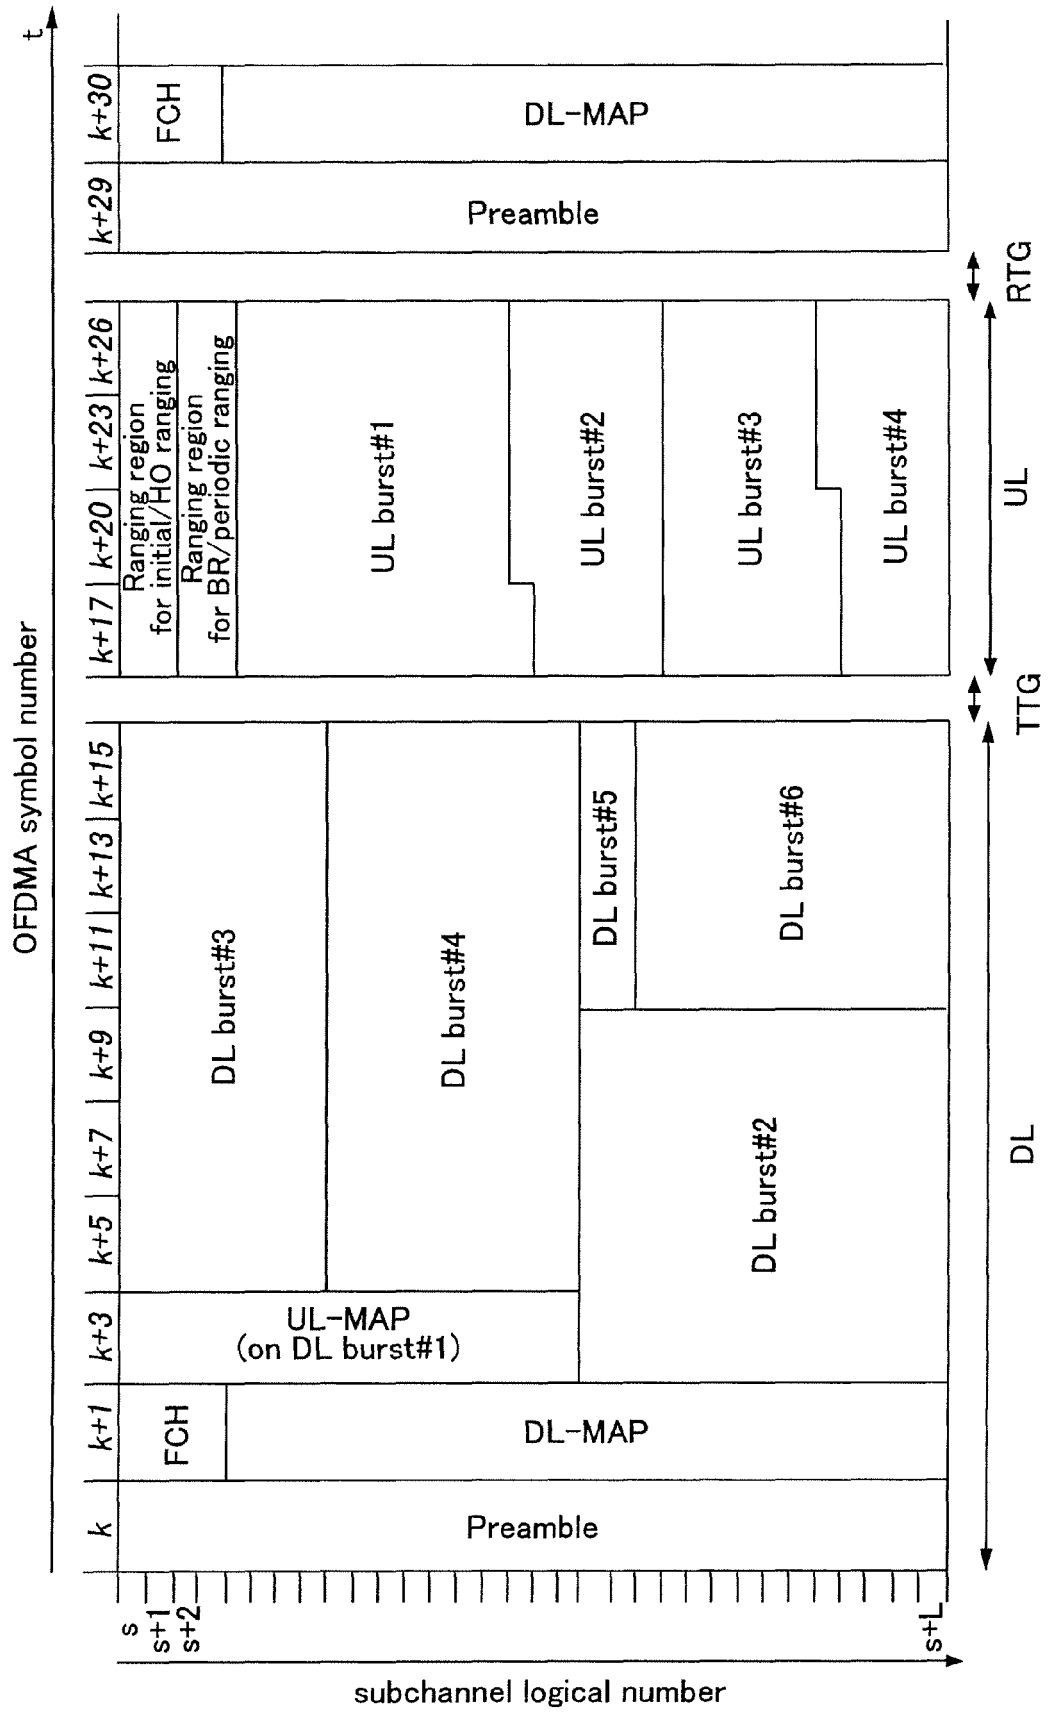 OFDMA symbol number
t
k
k+1
k+3
k+5
k+7
k+9
k+11
k+13
k+15
k+17
k+20
k+23
k+26
k+29
k+30
subchannel logical number
s
s+1
s+2
s+L
Preamble
FCH
DL-MAP
UL-MAP
(on DL burst#1)
DL burst#3
DL burst#4
DL burst#2
DL burst#5
DL burst#6
Ranging region
for initial/HO ranging
Ranging region
for BR/periodic ranging
UL burst#1
UL burst#2
UL burst#3
UL burst#4
Preamble
FCH
DL-MAP
DL
TTG
UL
RTG